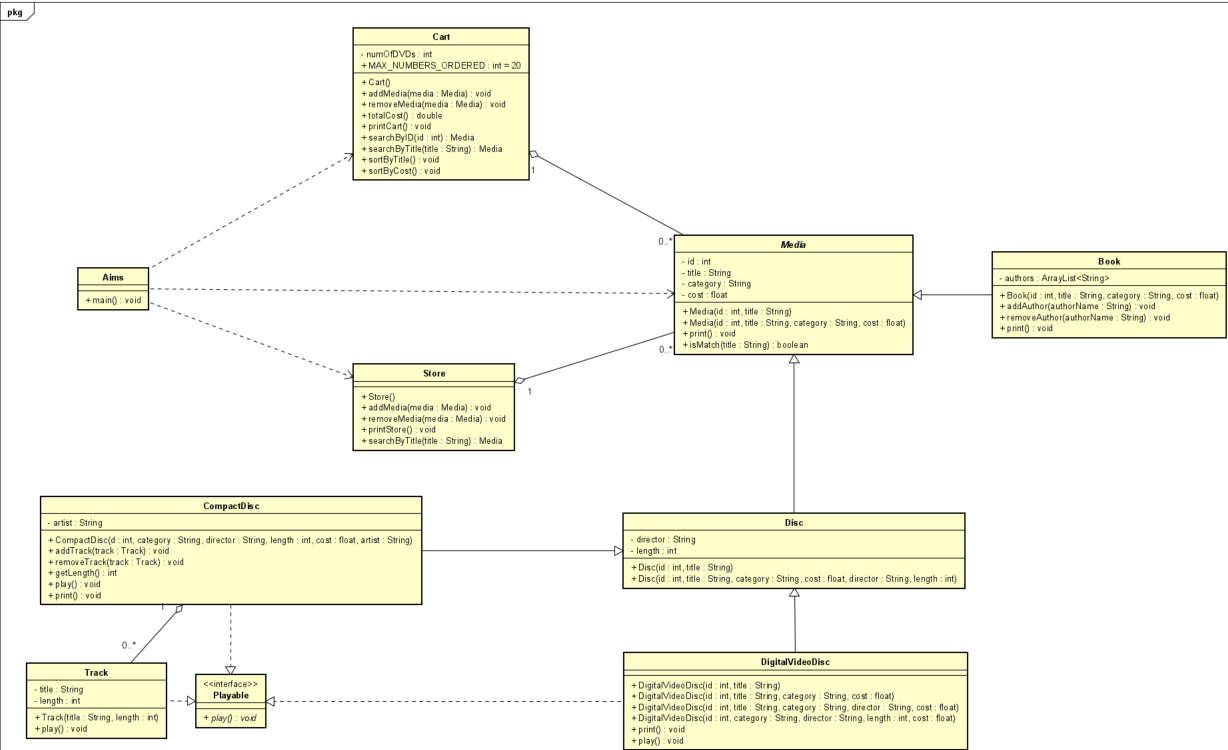 pkg
Cart
- numOfDVDs : int
+ MAX_NUMBERS_ORDERED : int = 20
+ Cart()
+ addMedia(media : Media) : void
+ removeMedia(media : Media) : void
+ totalCost() : double
+ printCart() : void
+ searchByID(id : int) : Media
+ searchByTitle(title : String) : Media
+ sortByTitle() : void
+ sortByCost() : void
1
0..*
Media
- id : int
- title : String
- category : String
- cost : float
+ Media(id : int, title : String)
+ Media(id : int, title : String, category : String, cost : float)
+ print() : void
+ isMatch(title : String) : boolean
Book
- authors : ArrayList<String>
+ Book(id : int, title : String, category : String, cost : float)
+ addAuthor(authorName : String) : void
+ removeAuthor(authorName : String) : void
+ print() : void
Aims
+ main() : void
0..*
1
Store
+ Store()
+ addMedia(media : Media) : void
+ removeMedia(media : Media) : void
+ printStore() : void
+ searchByTitle(title : String) : Media
CompactDisc
- artist : String
+ CompactDisc(d : int, category : String, director : String, length : int, cost : float, artist : String)
+ addTrack(track : Track) : void
+ removeTrack(track : Track) : void
+ getLength() : int
+ play() : void
+ print() : void
Disc
- director : String
- length : int
+ Disc(id : int, title : String)
+ Disc(id : int, title : String, category : String, cost : float, director : String, length : int)
1
0..*
Track
- title : String
- length : int
+ Track(title : String, length : int)
+ play() : void
<<interface>>
Playable
+ play() : void
DigitalVideoDisc
+ DigitalVideoDisc(id : int, title : String)
+ DigitalVideoDisc(id : int, title : String, category : String, cost : float)
+ DigitalVideoDisc(id : int, title : String, category : String, director : String, cost : float)
+ DigitalVideoDisc(id : int, category : String, director : String, length : int, cost : float)
+ print() : void
+ play() : void